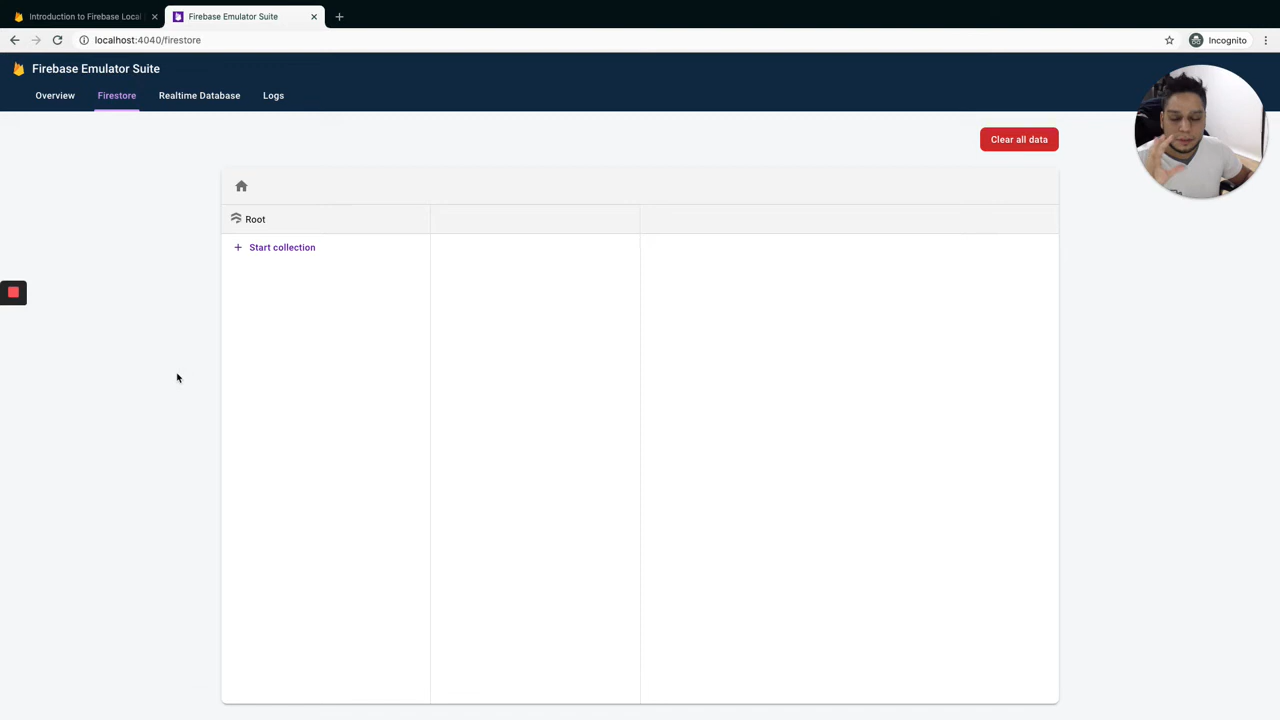 Introduction to Firebase Local
Firebase Emulator Suite
localhost:4040/firestore
Incognito
Firebase Emulator Suite
Overview
Firestore
Realtime Database
Logs
Clear all data
Root
+ Start collection